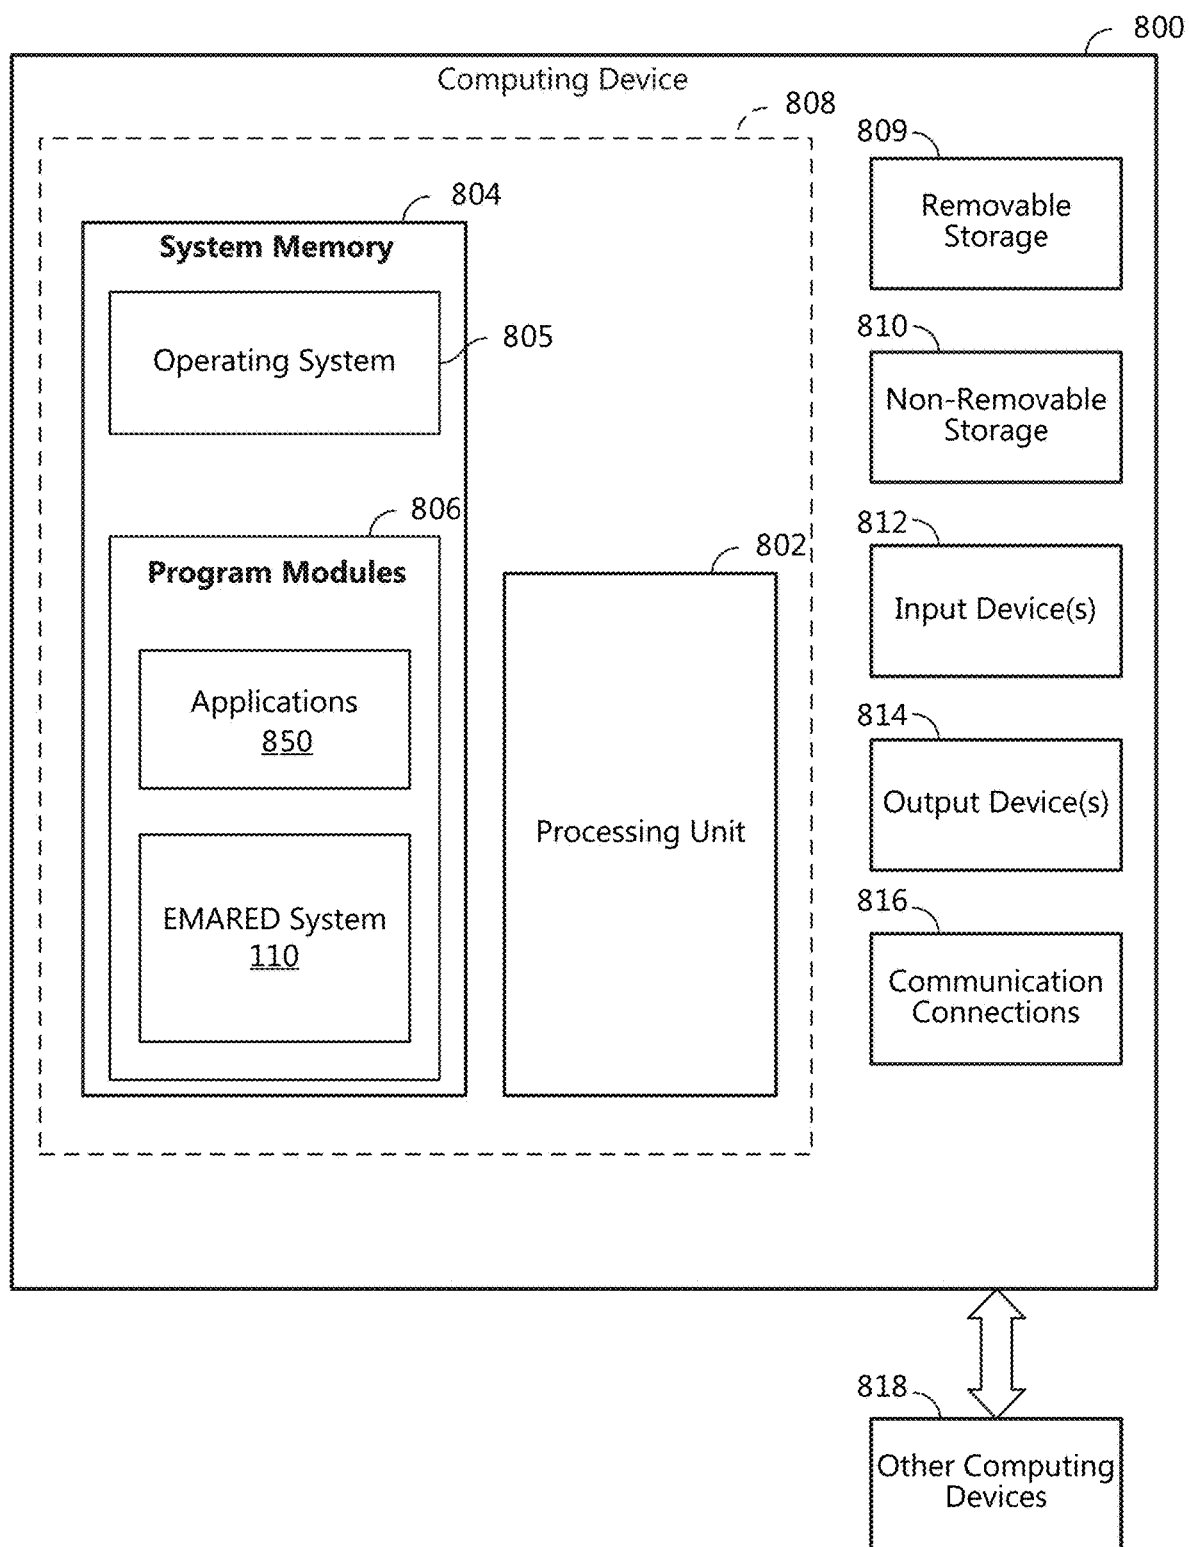 800
Computing Device
808
804
System Memory
Operating System
805
806
Program Modules
Applications
850
EMARED System
110
802
Processing Unit
809
Removable
Storage
810
Non-Removable
Storage
812
Input Device(s)
814
Output Device(s)
816
Communication
Connections
818
Other Computing
Devices